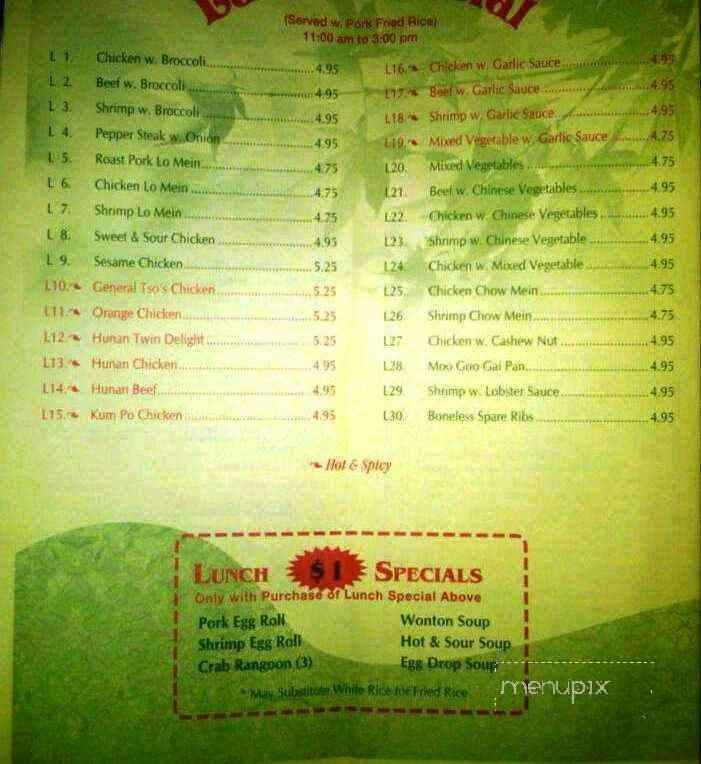 (Served w. Pork Fried Rice)
11:00 am to 3:00 pm
L 1. Chicken w. Broccoli 4.95
L 2. Beef w. Broccoli 4.95
L 3. Shrimp w. Broccoli 4.95
L 4. Pepper Steak w. Onion 4.95
L 5. Roast Pork Lo Mein 4.75
L 6. Chicken Lo Mein 4.75
L 7. Shrimp Lo Mein 4.75
L 8. Sweet & Sour Chicken 4.95
L 9. Sesame Chicken 5.25
L10. General Tso's Chicken 5.25
L11. Orange Chicken 5.25
L12. Hunan Twin Delight 5.25
L13. Hunan Chicken 4.95
L14. Hunan Beef 4.95
L15. Kum Po Chicken 4.95
L16. Chicken w. Garlic Sauce 4.95
L17. Beef w. Garlic Sauce 4.95
L18. Shrimp w. Garlic Sauce 4.95
L19. Mixed Vegetable w. Garlic Sauce 4.75
L20. Mixed Vegetables 4.75
L21. Beef w. Chinese Vegetables 4.95
L22. Chicken w. Chinese Vegetables 4.95
L23. Shrimp w. Chinese Vegetable 4.95
L24. Chicken w. Mixed Vegetable 4.95
L25. Chicken Chow Mein 4.75
L26. Shrimp Chow Mein 4.75
L27. Chicken w. Cashew Nut 4.95
L28. Moo Goo Gai Pan 4.95
L29. Shrimp w. Lobster Sauce 4.95
L30. Boneless Spare Ribs 4.95
Hot & Spicy
LUNCH $1 SPECIALS
Only with Purchase of Lunch Special Above
Pork Egg Roll
Shrimp Egg Roll
Crab Rangoon (3)
Wonton Soup
Hot & Sour Soup
Egg Drop Soup
* May Substitute White Rice for Fried Rice
menupix